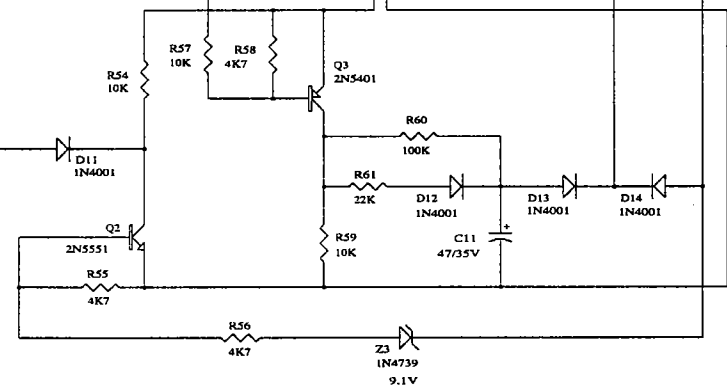 R57
10K
R58
4K7
Q3
2N5401
R54
10K
R60
100K
D11
1N4001
R61
22K
D12
1N4001
D13
1N4001
D14
1N4001
Q2
2N5551
R59
10K
C11
47/35V
+
R55
4K7
R56
4K7
Z3
1N4739
9.1V